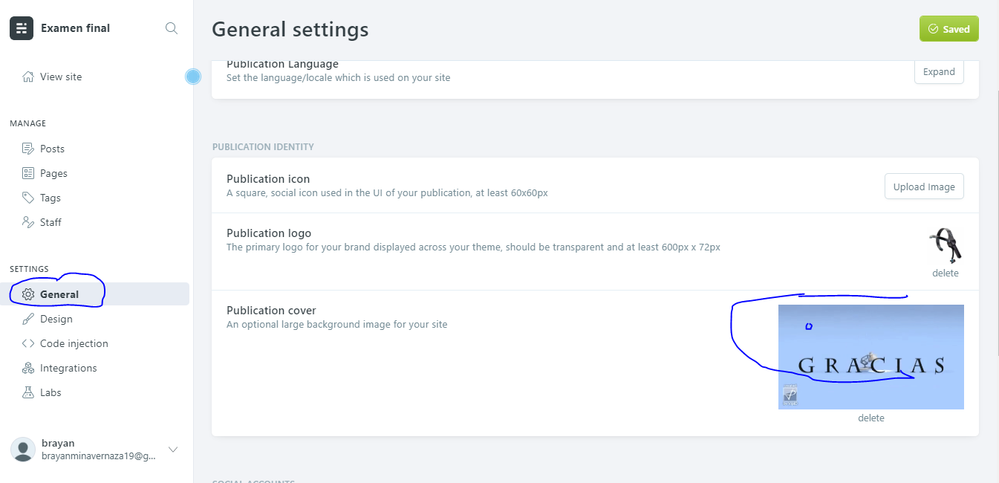 Examen final
View site
MANAGE
Posts
Pages
Tags
Staff
SETTINGS
General
Design
Code injection
Integrations
Labs
brayan
brayanminavernaza19@g...
General settings
Saved
Publication Language
Set the language/locale which is used on your site
Expand
PUBLICATION IDENTITY
Publication icon
A square, social icon used in the UI of your publication, at least 60x60px
Upload Image
Publication logo
The primary logo for your brand displayed across your theme, should be transparent and at least 600px x 72px
delete
Publication cover
An optional large background image for your site
GRACIAS
delete
SOCIAL ACCOUNTS